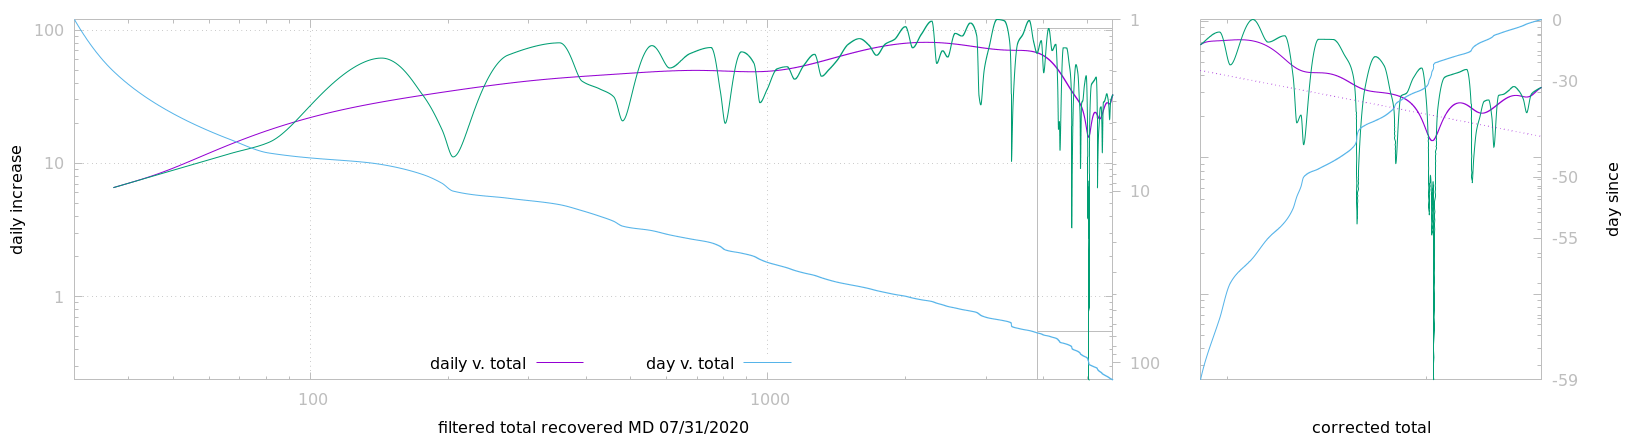 100
10
1
daily increase
100
1000
filtered total recovered MD 07/31/2020
daily v. total
day v. total
1
10
100
0
-30
-50
-55
-59
day since
corrected total